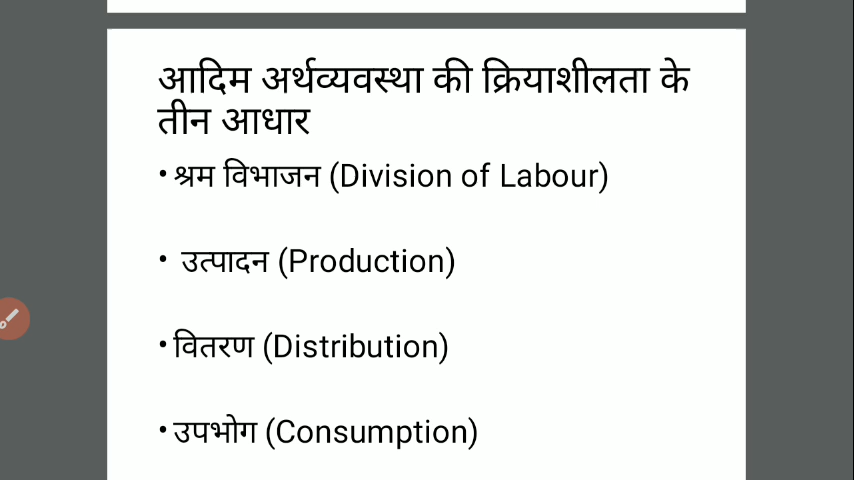 आदिम अर्थव्यवस्था की क्रियाशीलता के
तीन आधार
• श्रम विभाजन (Division of Labour)
• उत्पादन (Production)
• वितरण (Distribution)
• उपभोग (Consumption)